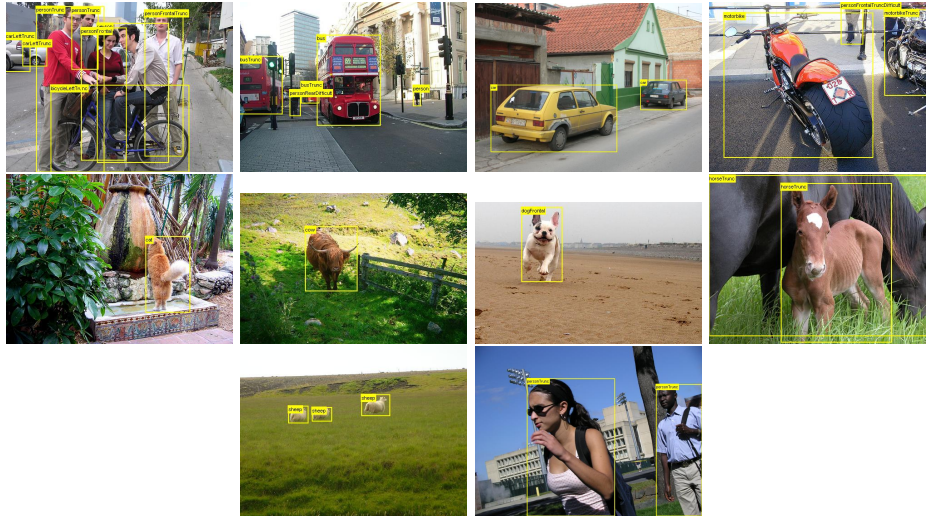 personTrunc
personTrunc
personFrontalTrunc
personFrontal
carLeftTrunc
carLeftTrunc
bicycleLeftTrunc
bus
busTrunc
busTrunc
personRearDifficult
person
car
car
motorbike
personTruncDifficult
motorbikeTrunc
cat
cow
dogFrontal
horseTrunc
horseTrunc
sheep
sheep
sheep
personTrunc
personTrunc